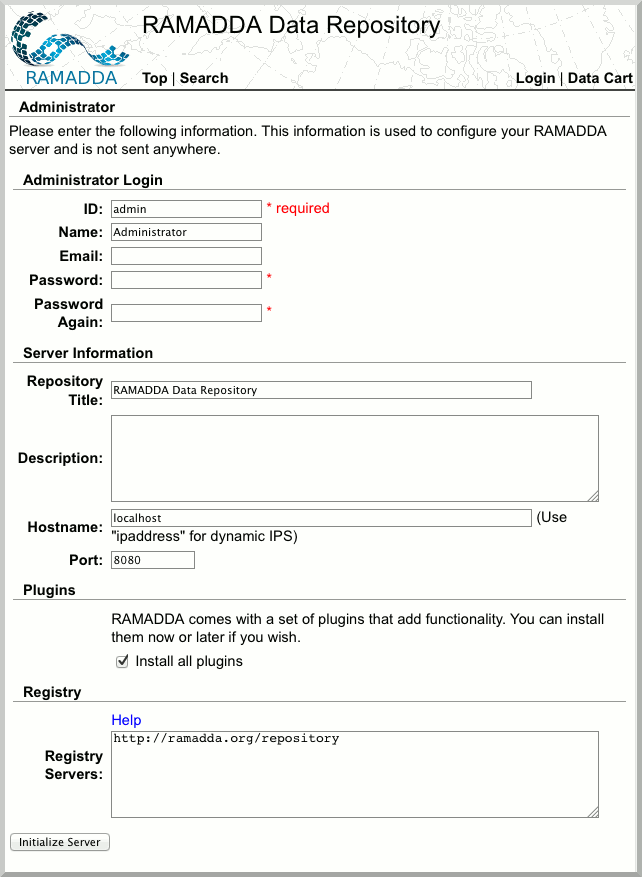 RAMADDA Data Repository
RAMADDA
Top | Search
Login | Data Cart
Administrator
Please enter the following information. This information is used to configure your RAMADDA
server and is not sent anywhere.
Administrator Login
ID: admin * required
Name: Administrator
Email:
Password: *
Password
Again: *
Server Information
Repository
Title: RAMADDA Data Repository
Description:
Hostname: localhost (Use
"ipaddress" for dynamic IPS)
Port: 8080
Plugins
RAMADDA comes with a set of plugins that add functionality. You can install
them now or later if you wish.
Install all plugins
Registry
Help
Registry
Servers: http://ramadda.org/repository
Initialize Server